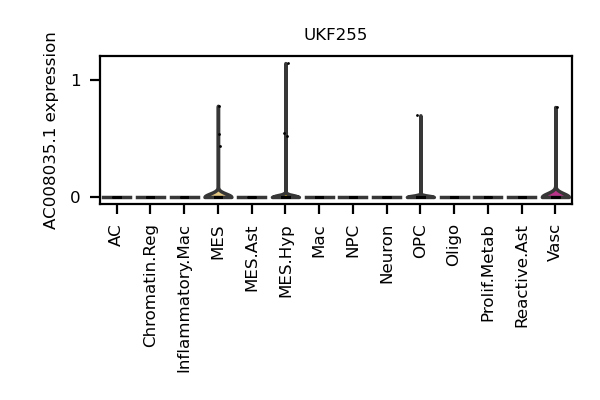 UKF255
AC008035.1 expression
1
0
AC
Chromatin.Reg
Inflammatory.Mac
MES
MES.Ast
MES.Hyp
Mac
NPC
Neuron
OPC
Oligo
Prolif.Metab
Reactive.Ast
Vasc